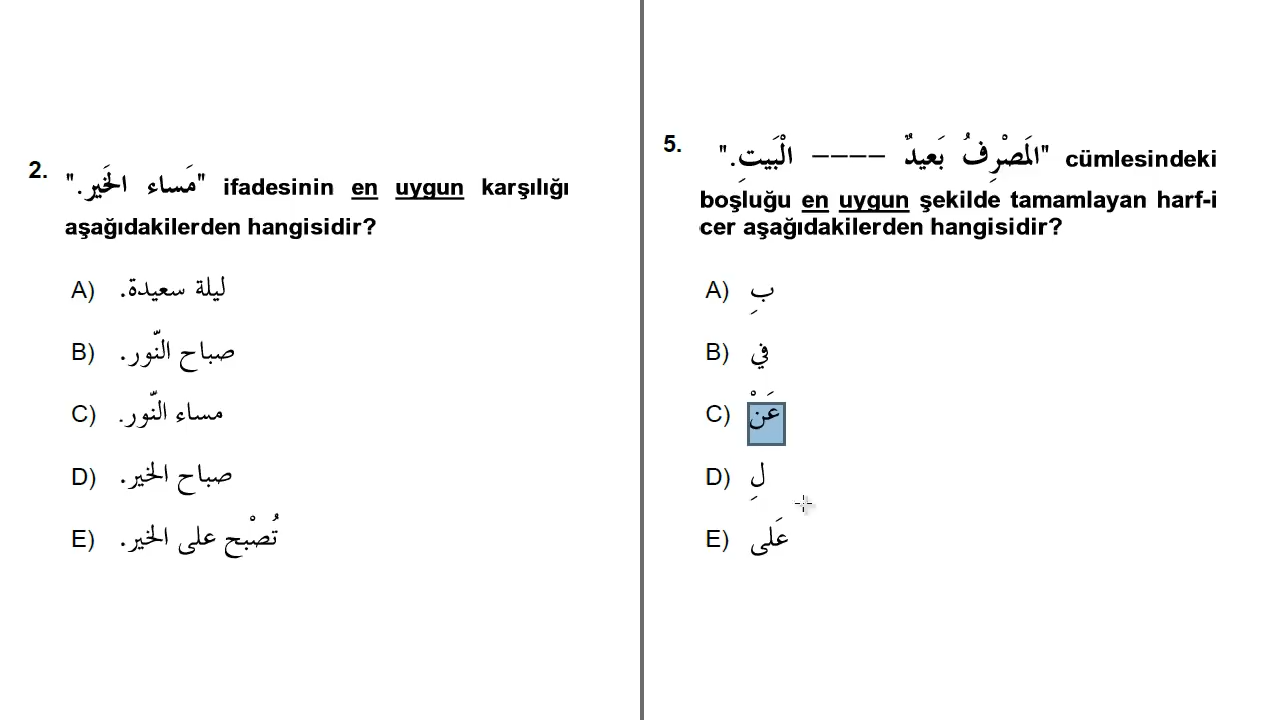 2. "مَساء الخَير." ifadesinin en uygun karşılığı
aşağıdakilerden hangisidir?
A) ليلة سعيدة.
B) صباح النّور.
C) مساء النّور.
D) صباح الخير.
E) تُصْبح على الخير.
5. "المَصْرِفُ بَعيدٌ ---- الْبَيتِ." cümlesindeki
boşluğu en uygun şekilde tamamlayan harf-i
cer aşağıdakilerden hangisidir?
A) بِ
B) في
C) عَنْ
D) لِ
E) عَلى